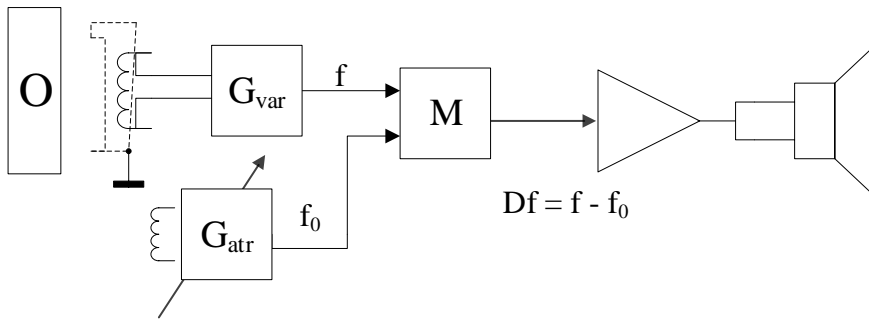 O
G_var
f
M
G_atr
f_0
Df = f - f_0